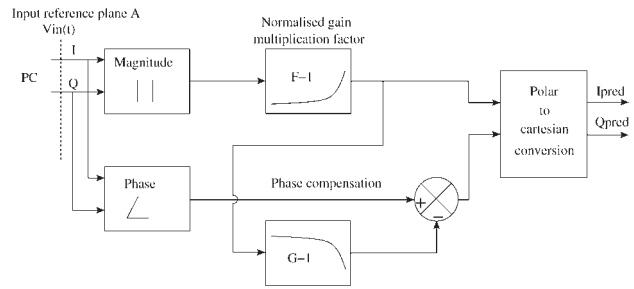 Input reference plane A
Vin(t)
Normalised gain
multiplication factor
I
PC
Q
Magnitude
| |
F-1
Polar
to
cartesian
conversion
Ipred
Qpred
Phase
∠
Phase compensation
+
−
G-1